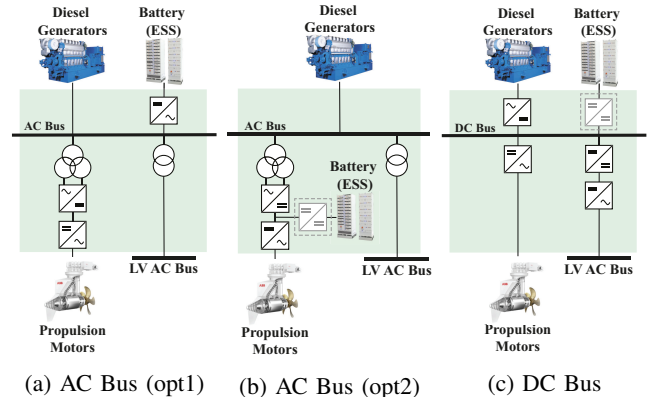 Diesel
Generators
Battery
(ESS)
AC Bus
LV AC Bus
Propulsion
Motors
(a) AC Bus (opt1)
Diesel
Generators
AC Bus
Battery
(ESS)
LV AC Bus
Propulsion
Motors
(b) AC Bus (opt2)
Diesel
Generators
Battery
(ESS)
DC Bus
LV AC Bus
Propulsion
Motors
(c) DC Bus